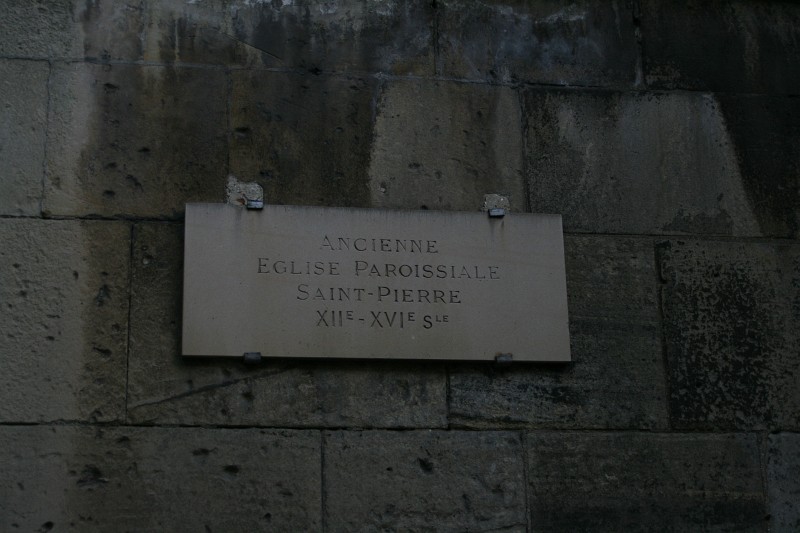 ANCIENNE
EGLISE PAROISSIALE
SAINT-PIERRE
XIIE-XVIE SLE